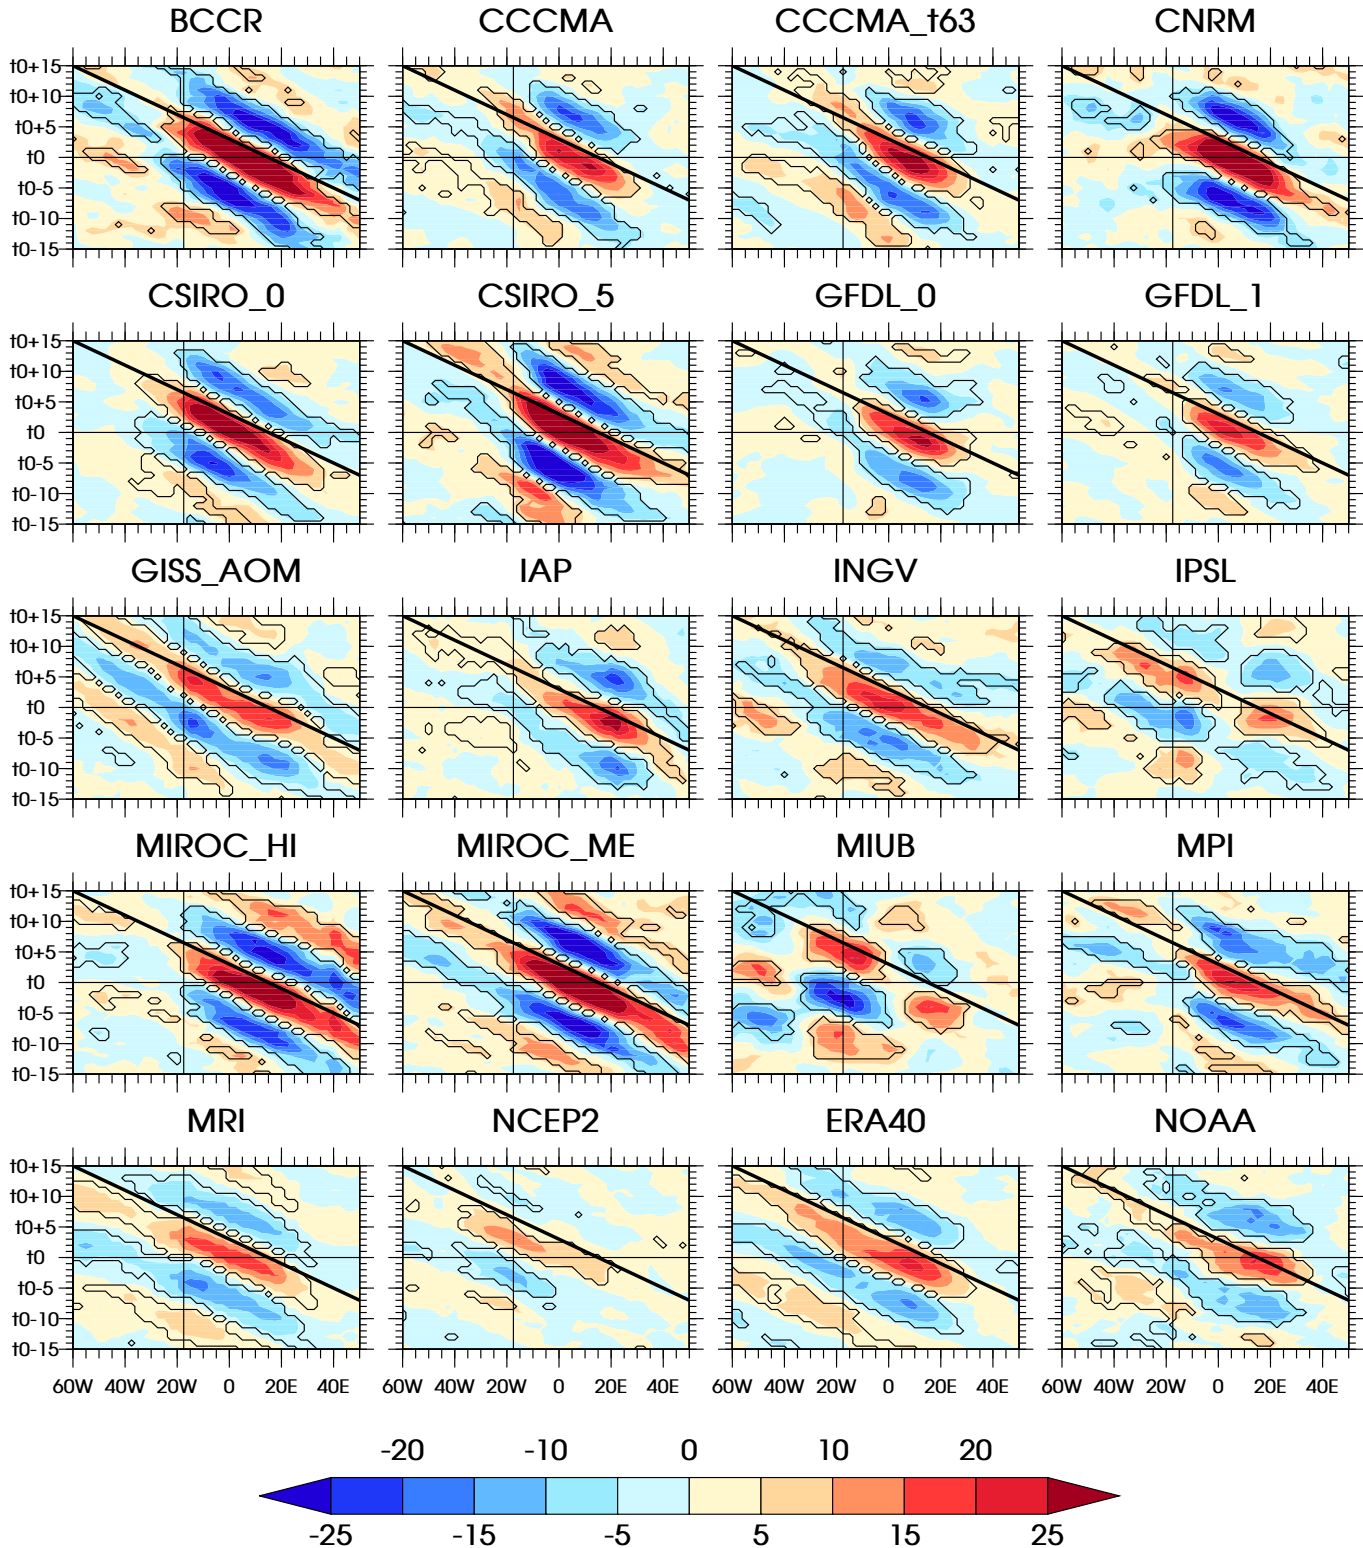 BCCR CCCMA CCCMA_t63 CNRM
t0+15
t0+10
t0+5
t0
t0-5
t0-10
t0-15
CSIRO_0 CSIRO_5 GFDL_0 GFDL_1
t0+15
t0+10
t0+5
t0
t0-5
t0-10
t0-15
GISS_AOM IAP INGV IPSL
t0+15
t0+10
t0+5
t0
t0-5
t0-10
t0-15
MIROC_HI MIROC_ME MIUB MPI
t0+15
t0+10
t0+5
t0
t0-5
t0-10
t0-15
MRI NCEP2 ERA40 NOAA
t0+15
t0+10
t0+5
t0
t0-5
t0-10
t0-15
60W 40W 20W 0 20E 40E 60W 40W 20W 0 20E 40E 60W 40W 20W 0 20E 40E 60W 40W 20W 0 20E 40E
-20 -10 0 10 20
-25 -15 -5 5 15 25